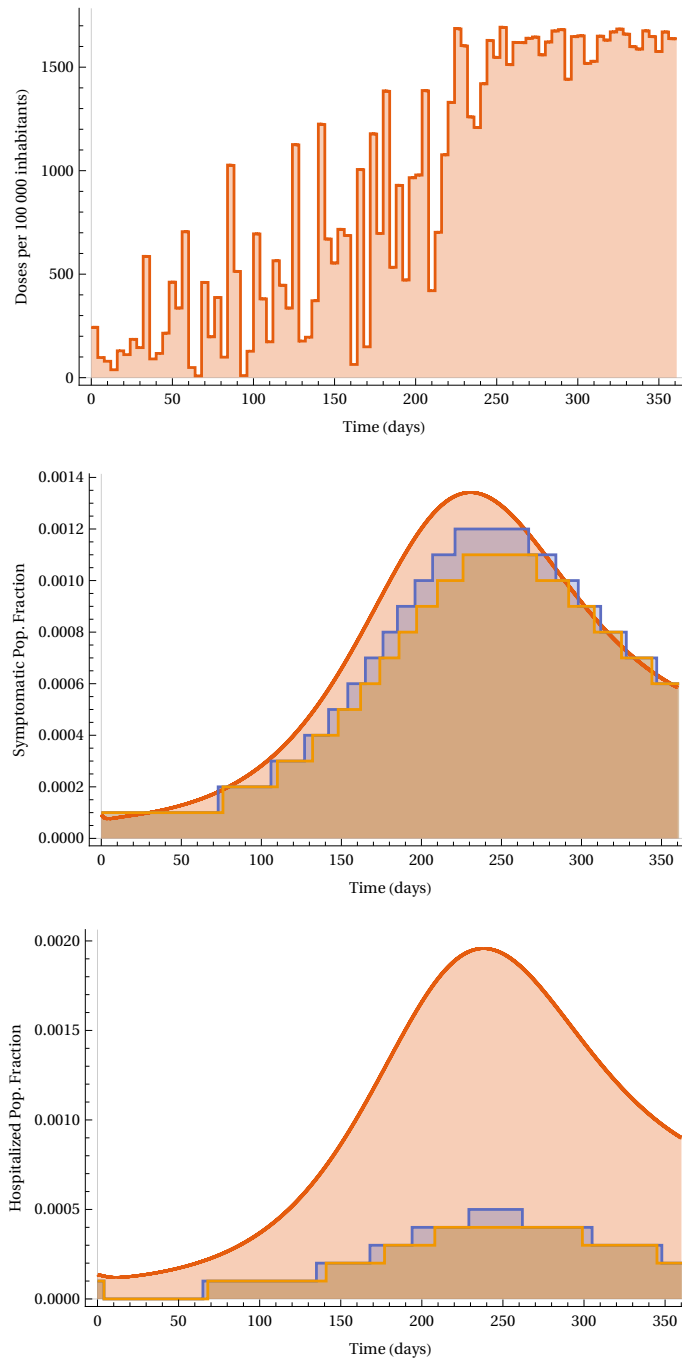 Doses per 100 000 inhabitants)
1500
1000
500
0
0 50 100 150 200 250 300 350
Time (days)
Symptomatic Pop. Fraction
0.0014
0.0012
0.0010
0.0008
0.0006
0.0004
0.0002
0.0000
0 50 100 150 200 250 300 350
Time (days)
Hospitalized Pop. Fraction
0.0020
0.0015
0.0010
0.0005
0.0000
0 50 100 150 200 250 300 350
Time (days)